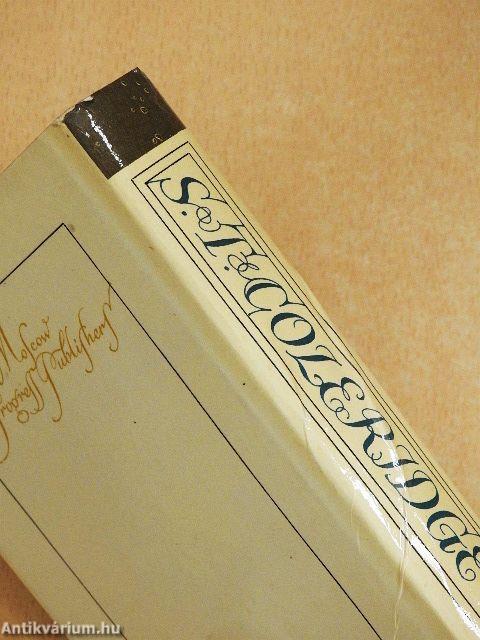 S. T. COLERIDGE
Moscow
Progress Publishers
Antikvárium.hu